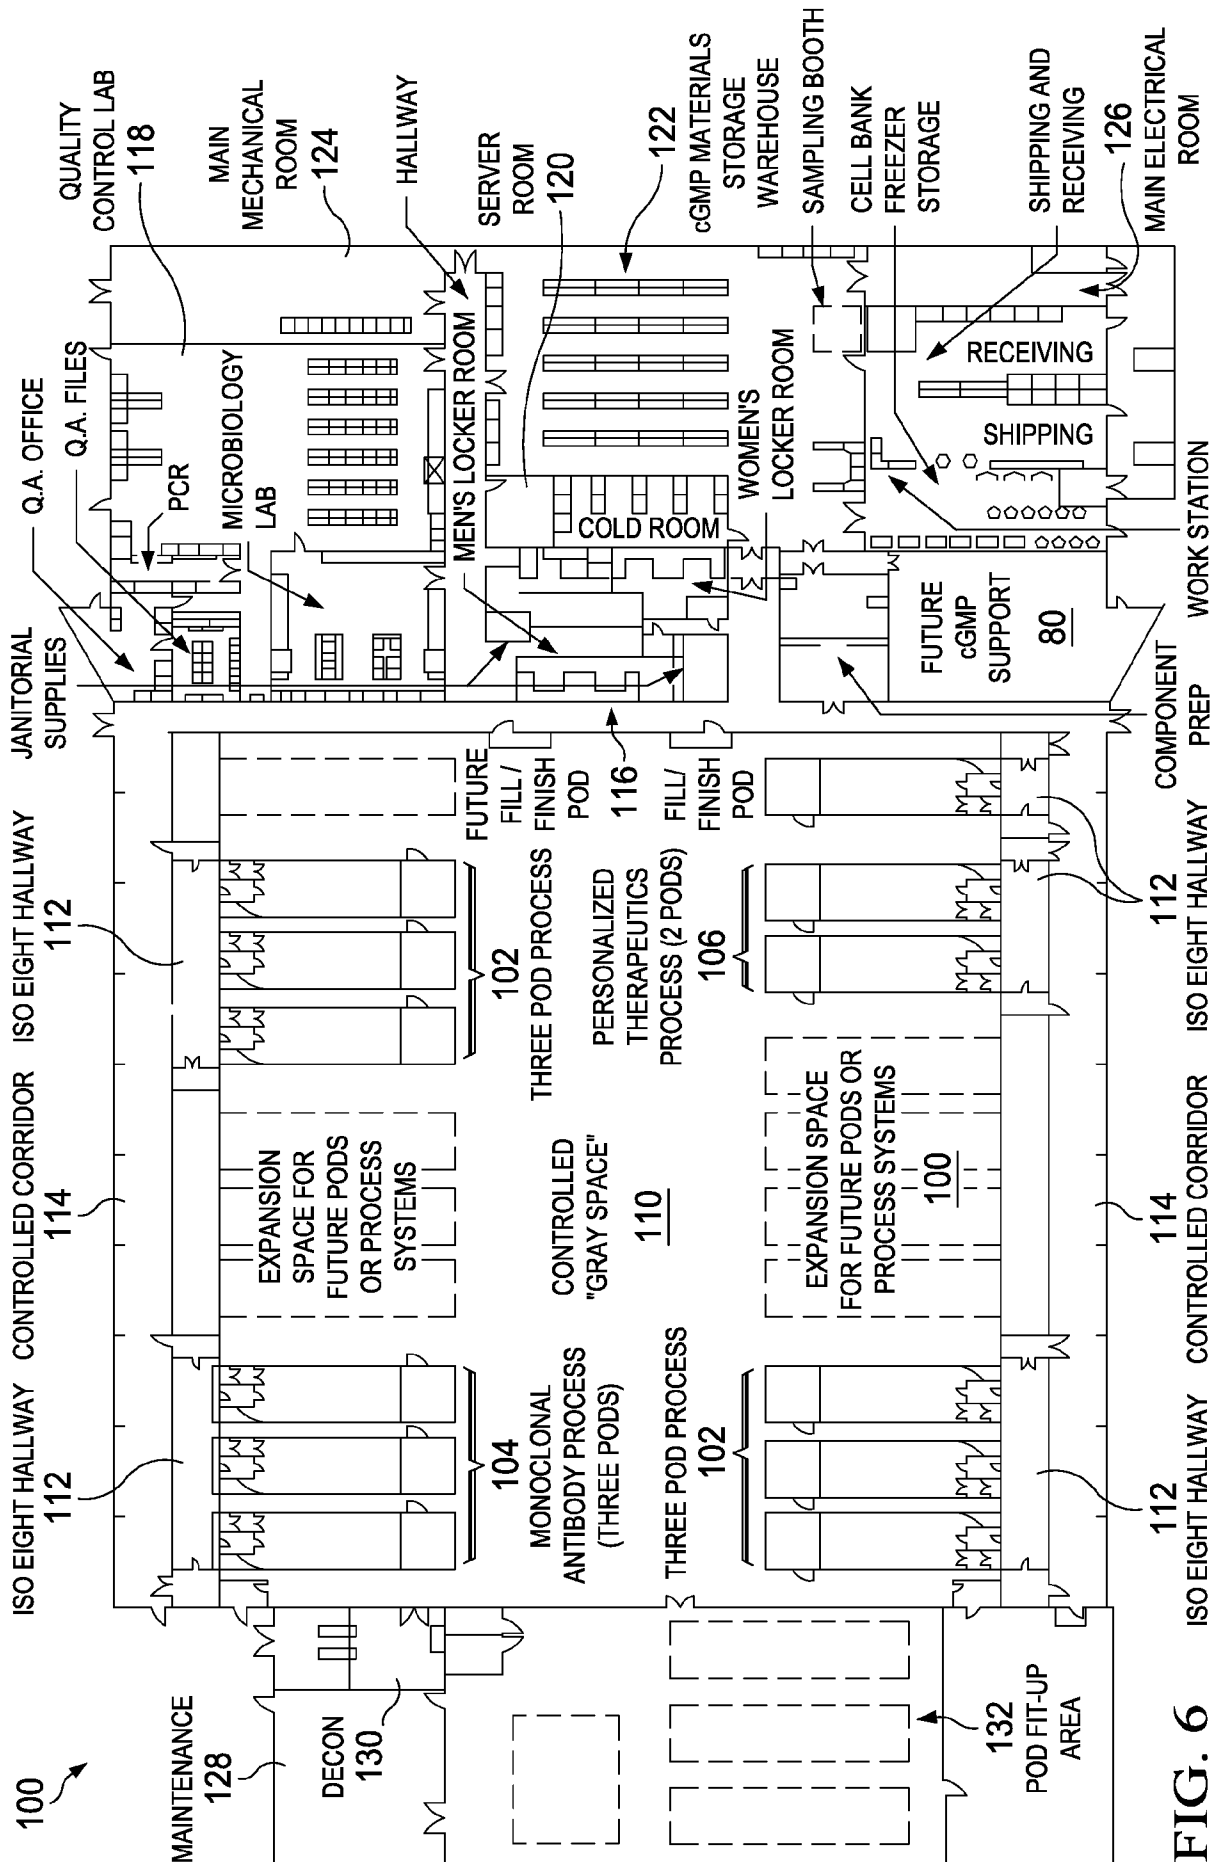 100
MAINTENANCE
128
DECON
130
132
POD FIT-UP
AREA
FIG. 6
ISO EIGHT HALLWAY
112
CONTROLLED CORRIDOR
114
ISO EIGHT HALLWAY
112
JANITORIAL
SUPPLIES
Q.A. OFFICE
Q.A. FILES
QUALITY
CONTROL LAB
118
PCR
MICROBIOLOGY
LAB
MAIN
MECHANICAL
ROOM
124
HALLWAY
MEN'S LOCKER ROOM
SERVER
ROOM
120
122
cGMP MATERIALS
STORAGE
WAREHOUSE
COLD ROOM
WOMEN'S
LOCKER ROOM
SAMPLING BOOTH
CELL BANK
FREEZER
STORAGE
SHIPPING AND
RECEIVING
126
MAIN ELECTRICAL
ROOM
RECEIVING
SHIPPING
WORK STATION
FUTURE
cGMP
SUPPORT
80
COMPONENT
PREP
104
MONOCLONAL
ANTIBODY PROCESS
(THREE PODS)
EXPANSION
SPACE FOR
FUTURE PODS
OR PROCESS
SYSTEMS
102
THREE POD PROCESS
FUTURE
FILL /
FINISH
POD
116
CONTROLLED
"GRAY SPACE"
110
THREE POD PROCESS
102
EXPANSION SPACE
FOR FUTURE PODS OR
PROCESS SYSTEMS
100
PERSONALIZED
THERAPEUTICS
PROCESS (2 PODS)
106
FILL/
FINISH
POD
112
ISO EIGHT HALLWAY
114
CONTROLLED CORRIDOR
112
ISO EIGHT HALLWAY